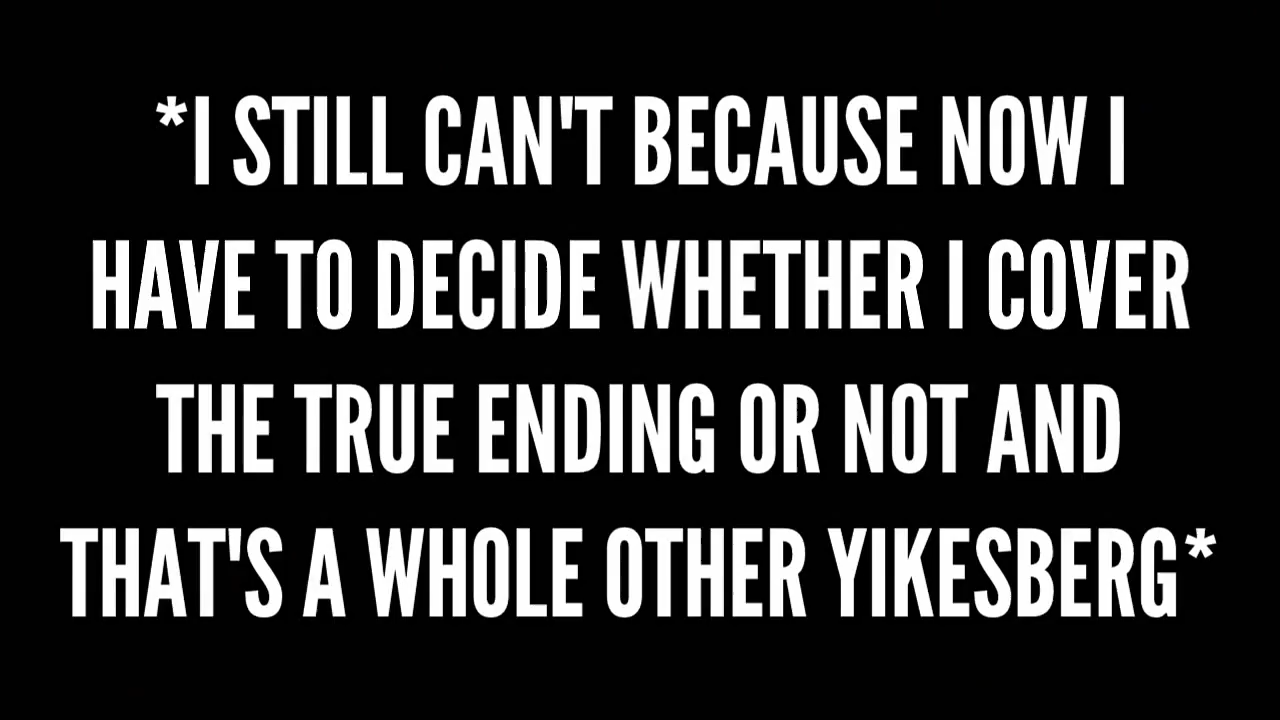 *I STILL CAN'T BECAUSE NOW I
HAVE TO DECIDE WHETHER I COVER
THE TRUE ENDING OR NOT AND
THAT'S A WHOLE OTHER YIKESBERG*